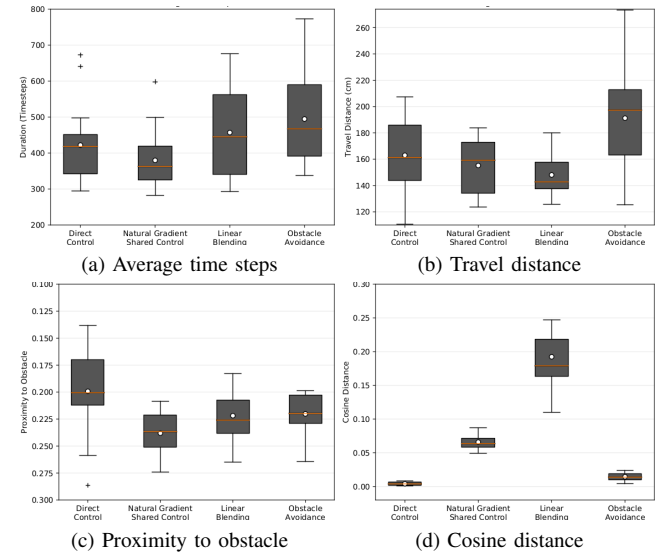 800
700
600
500
400
300
200
Duration (Timesteps)
Direct
Control
Natural Gradient
Shared Control
Linear
Blending
Obstacle
Avoidance
(a) Average time steps
260
240
220
200
180
160
140
120
Travel Distance (cm)
Direct
Control
Natural Gradient
Shared Control
Linear
Blending
Obstacle
Avoidance
(b) Travel distance
0.100
0.125
0.150
0.175
0.200
0.225
0.250
0.275
0.300
Proximity to Obstacle
Direct
Control
Natural Gradient
Shared Control
Linear
Blending
Obstacle
Avoidance
(c) Proximity to obstacle
0.30
0.25
0.20
0.15
0.10
0.05
0.00
Cosine Distance
Direct
Control
Natural Gradient
Shared Control
Linear
Blending
Obstacle
Avoidance
(d) Cosine distance